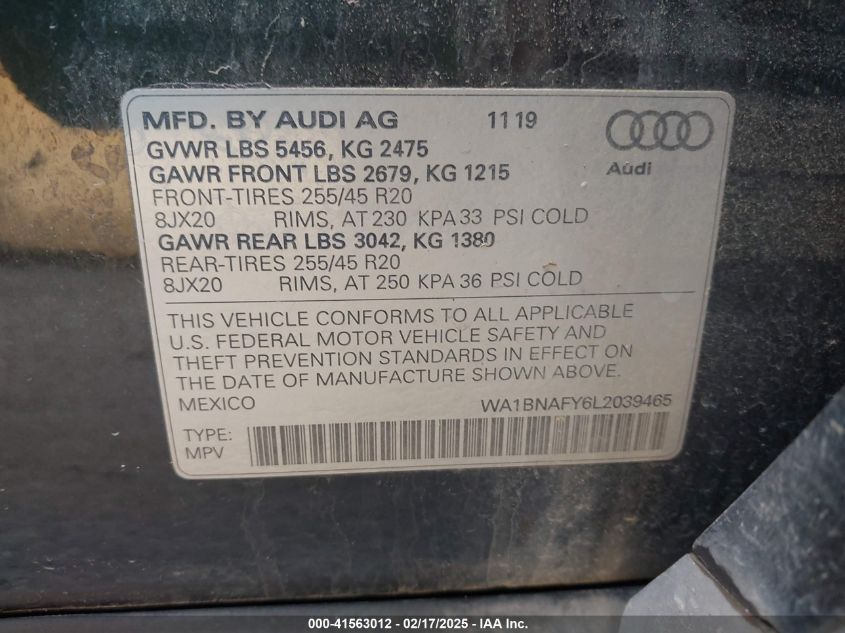 MFD. BY AUDI AG 11 19
GVWR LBS 5456, KG 2475
GAWR FRONT LBS 2679, KG 1215
FRONT-TIRES 255/45 R20
8JX20 RIMS, AT 230 KPA 33 PSI COLD
GAWR REAR LBS 3042, KG 1380
REAR-TIRES 255/45 R20
8JX20 RIMS, AT 250 KPA 36 PSI COLD
Audi
THIS VEHICLE CONFORMS TO ALL APPLICABLE
U.S. FEDERAL MOTOR VEHICLE SAFETY AND
THEFT PREVENTION STANDARDS IN EFFECT ON
THE DATE OF MANUFACTURE SHOWN ABOVE.
MEXICO WA1BNAFY6L2039465
TYPE:
MPV
000-41563012 - 02/17/2025 - IAA Inc.